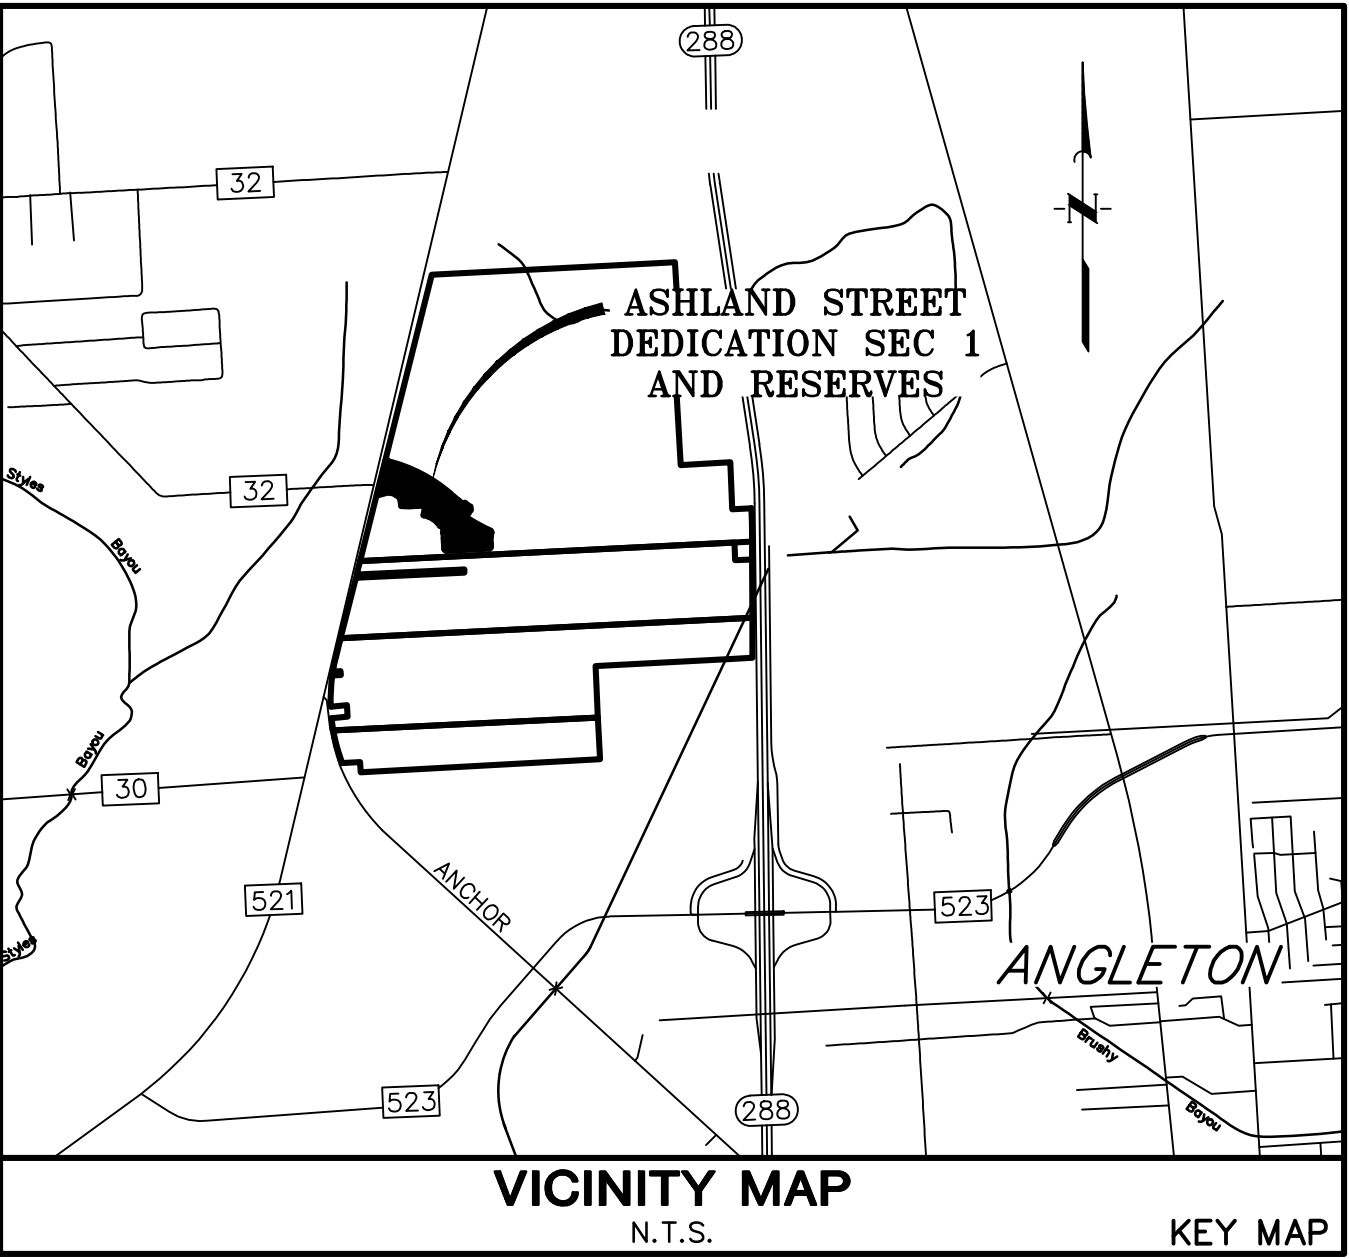 288
32
ASHLAND STREET
DEDICATION SEC 1
AND RESERVES
N
32
Styles
Bayou
Bayou
30
ANCHOR
521
523
Styles
ANGLETON
Brushy
Bayou
523
288
VICINITY MAP
N.T.S.
KEY MAP